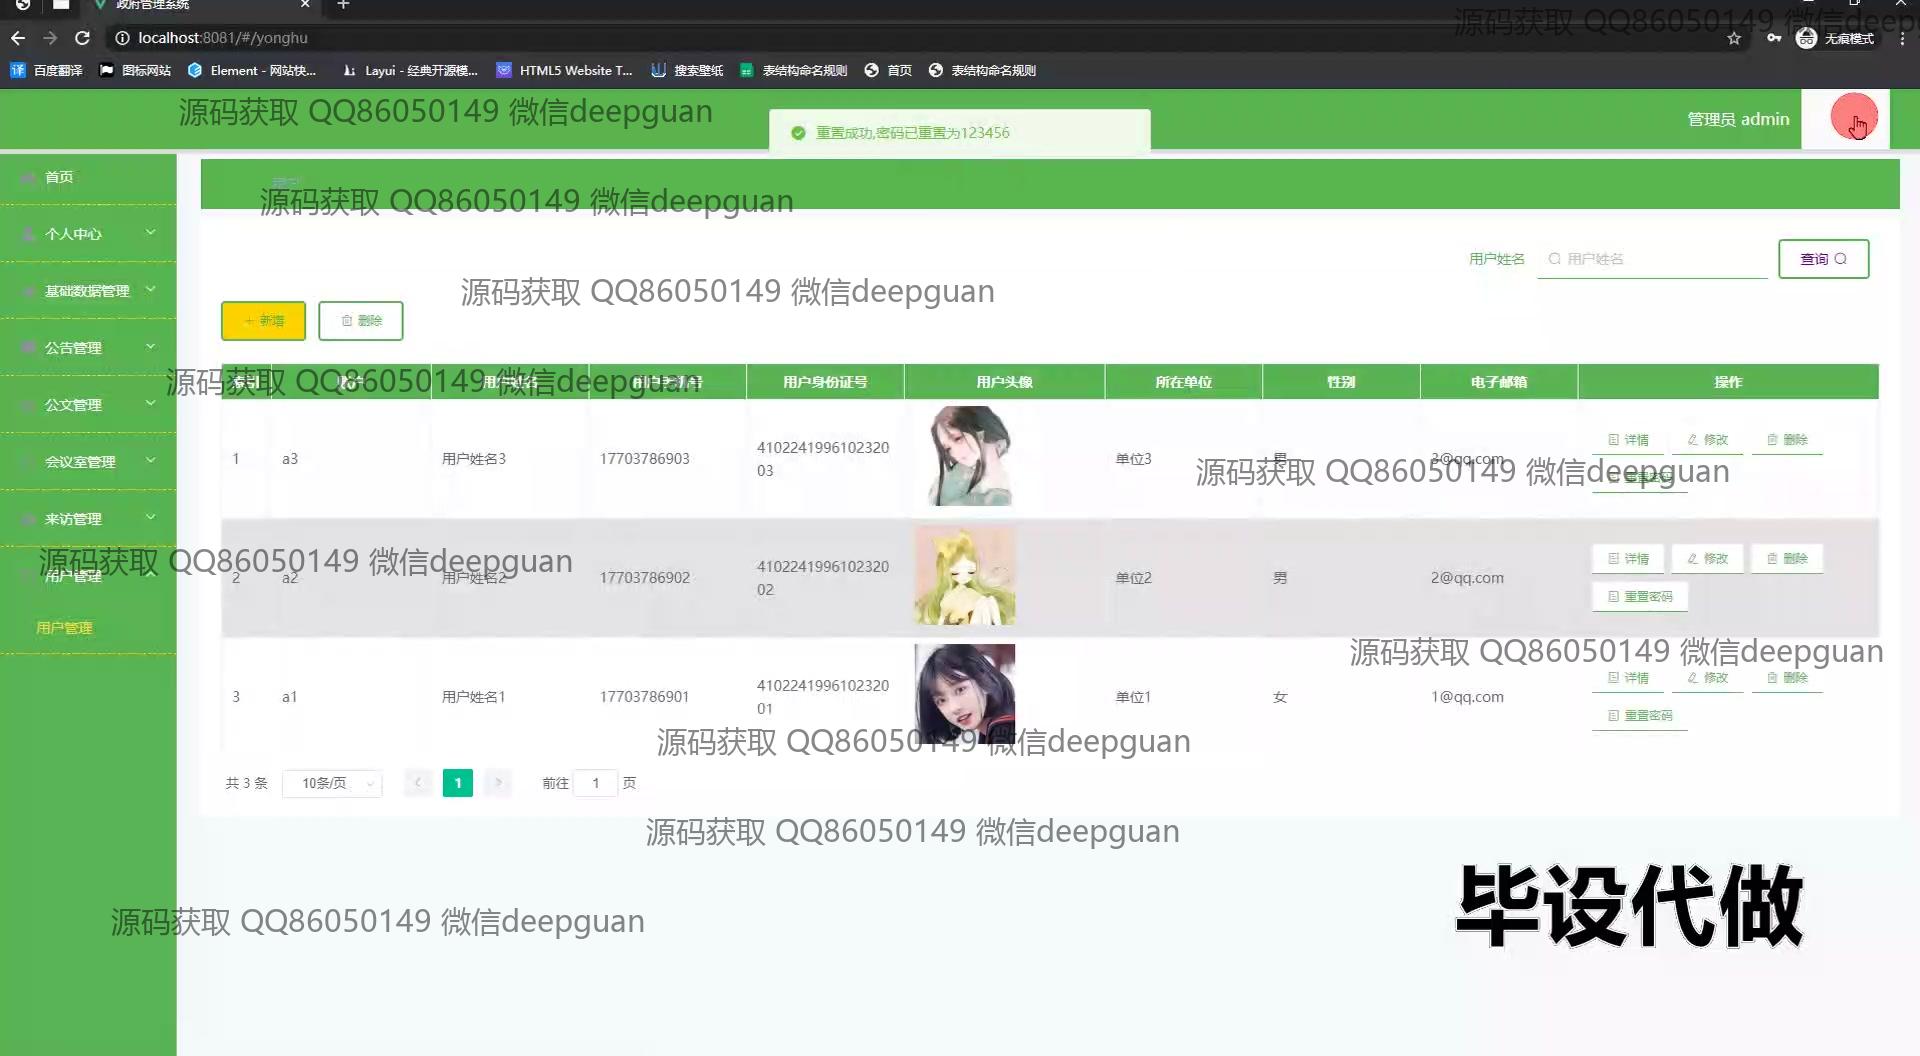 政府管理系统
localhost:8081/#/yonghu
无痕模式
百度翻译 图标网站 Element - 网站快... Layui - 经典开源模... HTML5 Website T... 搜索壁纸 表结构命名规则 首页 表结构命名规则
源码获取 QQ86050149 微信deep
源码获取 QQ86050149 微信deepguan
重置成功,密码已重置为123456
管理员 admin
首页
个人中心
基础数据管理
公告管理
公文管理
会议室管理
来访管理
用户管理
用户管理
源码获取 QQ86050149 微信deepguan
用户姓名 用户姓名 查询
源码获取 QQ86050149 微信deepguan
新增 删除
源码获取 QQ86050149 微信deepguan
索引 账户 用户姓名 用户手机号 用户身份证号 用户头像 所在单位 性别 电子邮箱 操作
1 a3 用户姓名3 17703786903 410224199610232003 单位3 男 3@qq.com 详情 修改 删除
重置密码
源码获取 QQ86050149 微信deepguan
源码获取 QQ86050149 微信deepguan
2 a2 用户姓名2 17703786902 410224199610232002 单位2 男 2@qq.com 详情 修改 删除
重置密码
源码获取 QQ86050149 微信deepguan
3 a1 用户姓名1 17703786901 410224199610232001 单位1 女 1@qq.com 详情 修改 删除
重置密码
源码获取 QQ86050149 微信deepguan
共 3 条 10条/页 1 前往 1 页
源码获取 QQ86050149 微信deepguan
源码获取 QQ86050149 微信deepguan
毕设代做